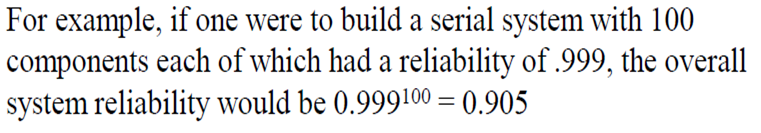 For example, if one were to build a serial system with 100
components each of which had a reliability of .999, the overall
system reliability would be 0.999¹⁰⁰ = 0.905